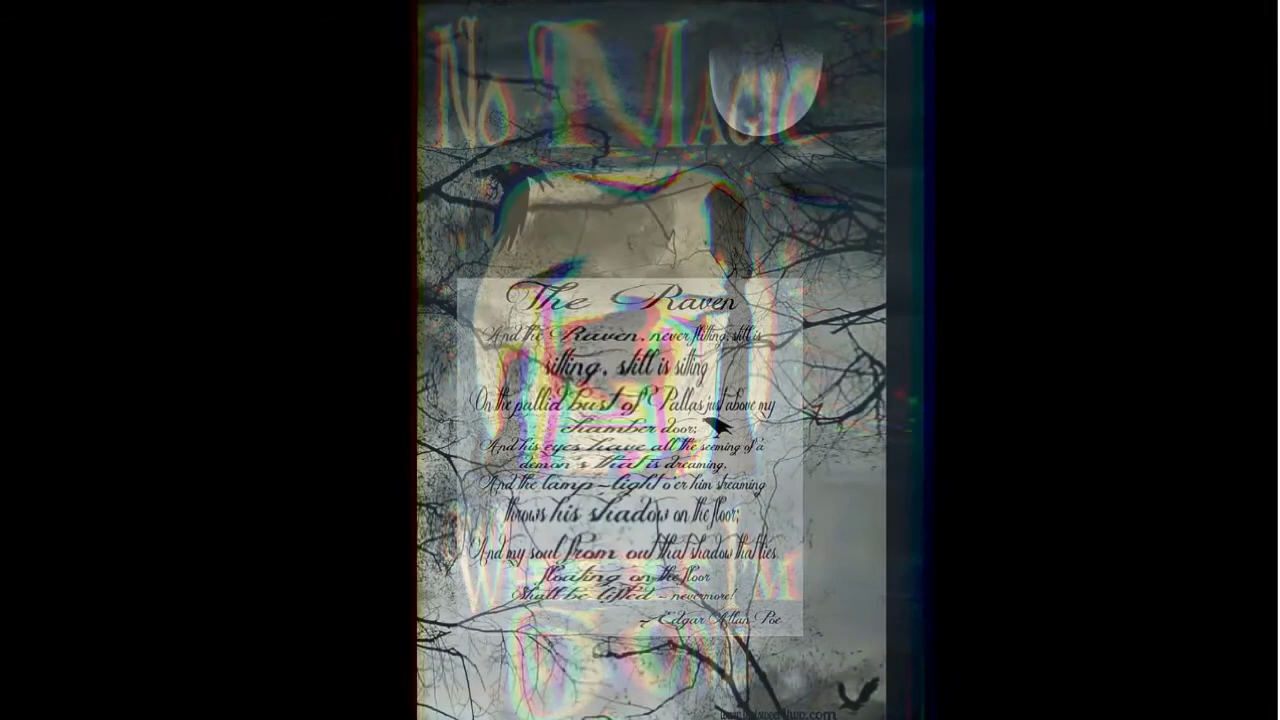 No Magic
The Raven
And the Raven, never flitting, still is
sitting, still is sitting
On the pallid bust of Pallas just above my
chamber door;
And his eyes have all the seeming of a
demon's that is dreaming,
And the lamp-light o'er him streaming
throws his shadow on the floor;
And my soul from out that shadow that lies
floating on the floor
Shall be lifted - nevermore!
~ Edgar Allan Poe
I'm